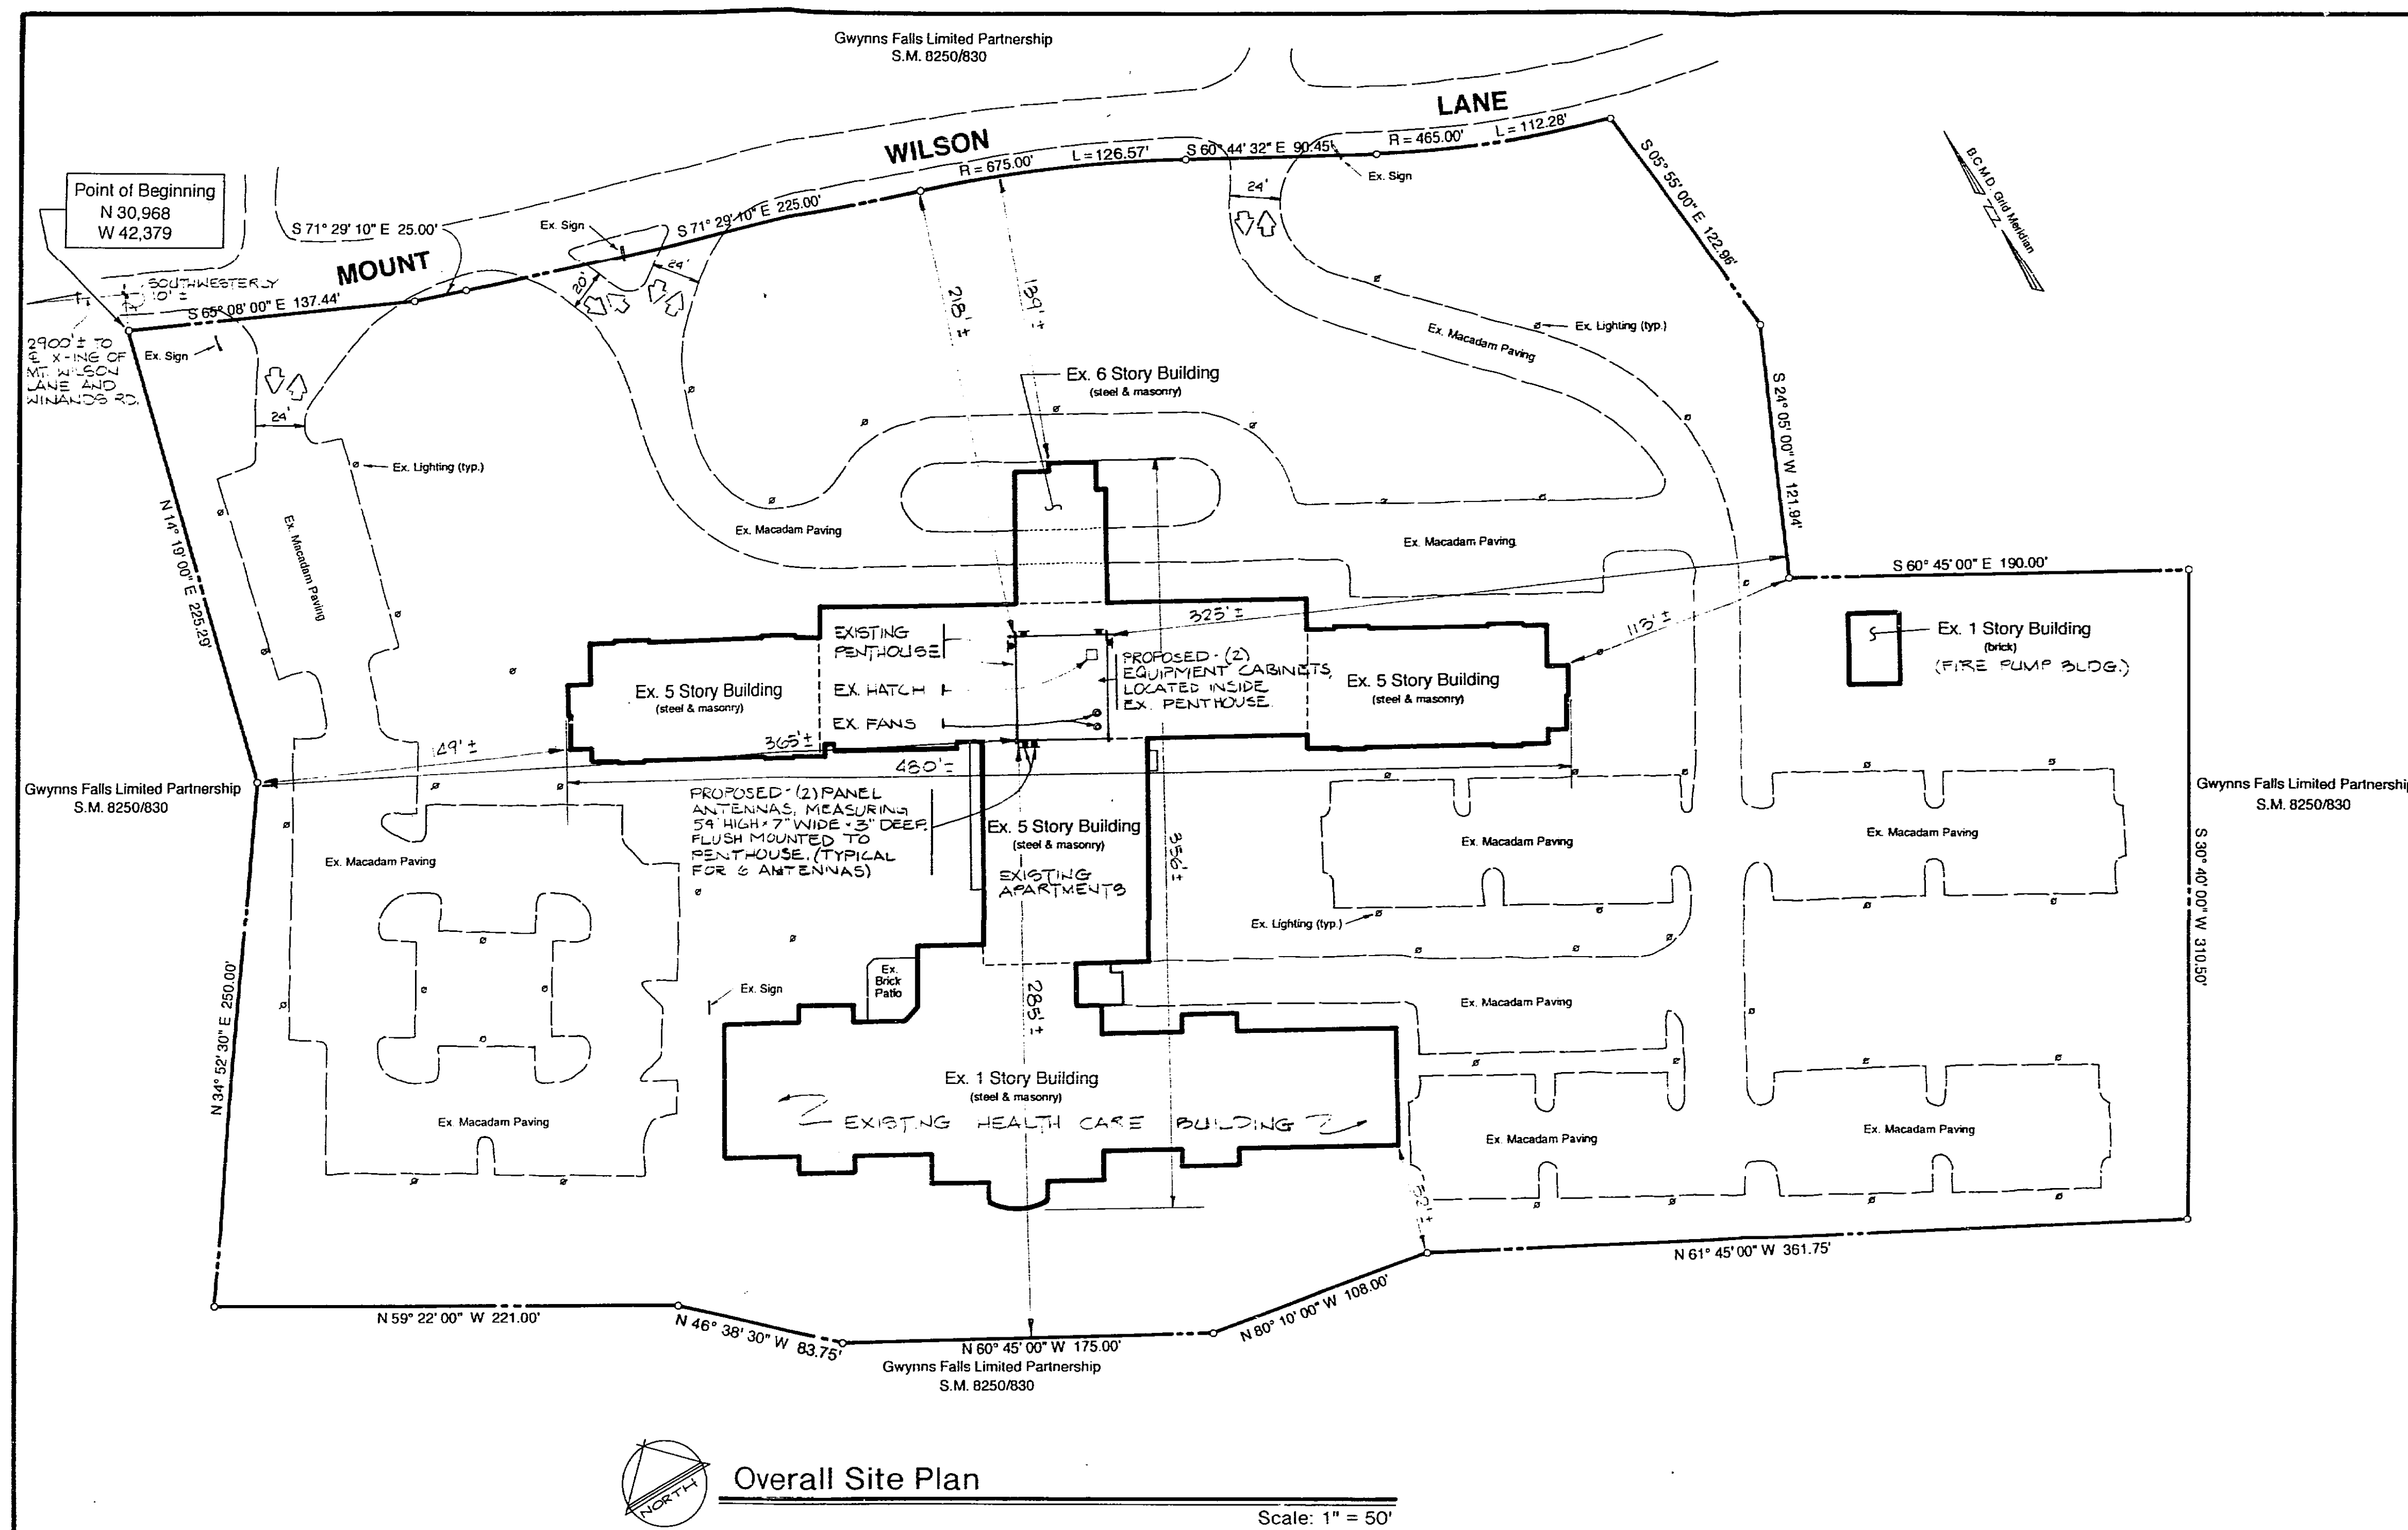 Gwynns Falls Limited Partnership
S.M. 8250/830
LANE
WILSON
MOUNT
R = 675.00'
L = 126.57'
S 60° 44' 32" E 90.45'
R = 465.00'
L = 112.28'
Ex. Sign
24'
S 05° 55' 00" E 122.96'
B.C.M.D. Grid Meridian
Point of Beginning
N 30,968
W 42,379
S 71° 29' 10" E 25.00'
Ex. Sign
S 71° 29' 10" E 225.00'
20'
24'
SOUTHWESTERLY
10' ±
S 65° 08' 00" E 137.44'
2900' ± TO
℄ X-ING OF
MT. WILSON
LANE AND
WINANDS RD.
Ex. Sign
24'
218' ±
139' ±
Ex. Macadam Paving
Ex. Lighting (typ.)
Ex. 6 Story Building
(steel & masonry)
Ex. Lighting (typ.)
N 14° 19' 00" E 225.29'
Ex. Macadam Paving
Ex. Macadam Paving
Ex. Macadam Paving
S 24° 05' 00" W 121.94'
S 60° 45' 00" E 190.00'
325' ±
113' ±
Ex. 1 Story Building
(brick)
(FIRE PUMP BLDG.)
EXISTING
PENTHOUSE
EX. HATCH
EX. FANS
PROPOSED - (2)
EQUIPMENT CABINETS,
LOCATED INSIDE
EX. PENTHOUSE.
Ex. 5 Story Building
(steel & masonry)
Ex. 5 Story Building
(steel & masonry)
149' ±
365' ±
480' ±
Gwynns Falls Limited Partnership
S.M. 8250/830
Gwynns Falls Limited Partnership
S.M. 8250/830
PROPOSED - (2) PANEL
ANTENNAS, MEASURING
59" HIGH × 7" WIDE × 3" DEEP,
FLUSH MOUNTED TO
PENTHOUSE. (TYPICAL
FOR 6 ANTENNAS)
Ex. 5 Story Building
(steel & masonry)
EXISTING
APARTMENTS
356' ±
Ex. Macadam Paving
Ex. Macadam Paving
Ex. Macadam Paving
Ex. Lighting (typ.)
S 30° 40' 00" W 310.50'
N 34° 52' 30" E 250.00'
Ex.
Brick
Patio
Ex. Sign
285' ±
Ex. Macadam Paving
Ex. 1 Story Building
(steel & masonry)
EXISTING HEALTH CARE BUILDING
Ex. Macadam Paving
Ex. Macadam Paving
Ex. Macadam Paving
N 61° 45' 00" W 361.75'
N 59° 22' 00" W 221.00'
N 46° 38' 30" W 83.75'
N 60° 45' 00" W 175.00'
N 80° 10' 00" W 108.00'
Gwynns Falls Limited Partnership
S.M. 8250/830
NORTH
Overall Site Plan
Scale: 1" = 50'